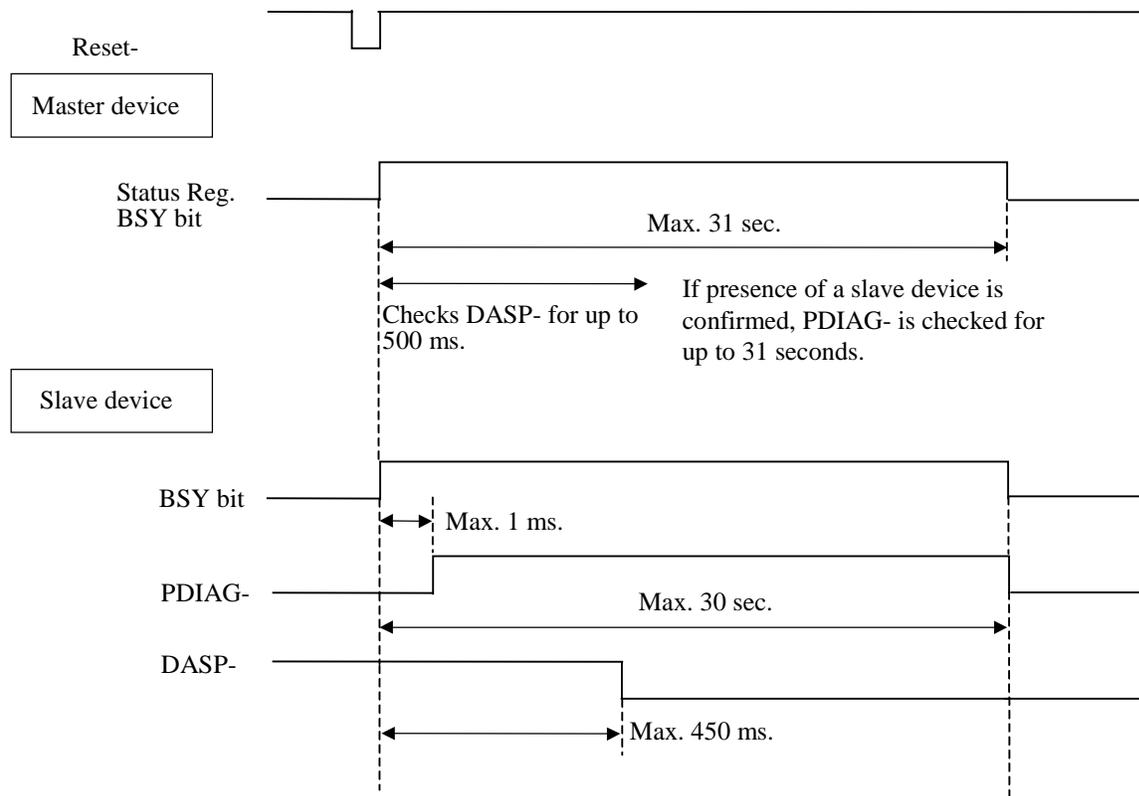 Reset-
Master device
Status Reg.
BSY bit
Max. 31 sec.
Checks DASP- for up to
500 ms.
If presence of a slave device is
confirmed, PDIAG- is checked for
up to 31 seconds.
Slave device
BSY bit
Max. 1 ms.
PDIAG-
Max. 30 sec.
DASP-
Max. 450 ms.